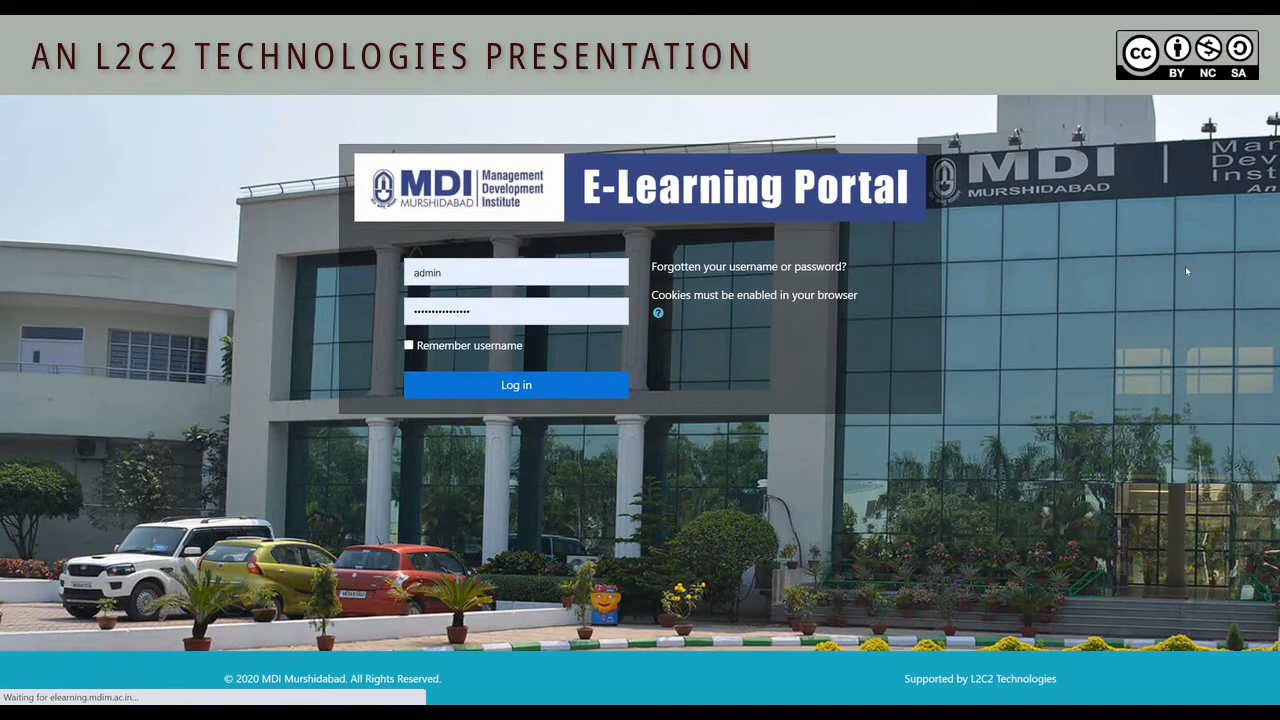 AN L2C2 TECHNOLOGIES PRESENTATION
CC BY NC SA
MDI MURSHIDABAD
Management
Development
Institute
E-Learning Portal
MDI
MURSHIDABAD
admin
Forgotten your username or password?
Cookies must be enabled in your browser
?
••••••••••••••••
Remember username
Log in
© 2020 MDI Murshidabad. All Rights Reserved.
Supported by L2C2 Technologies
Waiting for elearning.mdim.ac.in...